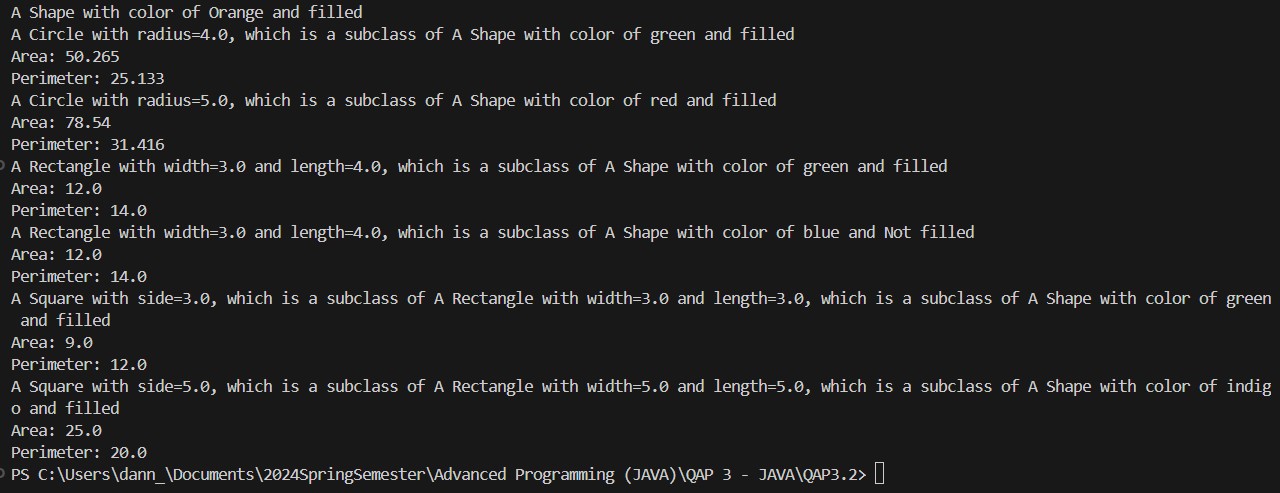 A Shape with color of Orange and filled
A Circle with radius=4.0, which is a subclass of A Shape with color of green and filled
Area: 50.265
Perimeter: 25.133
A Circle with radius=5.0, which is a subclass of A Shape with color of red and filled
Area: 78.54
Perimeter: 31.416
A Rectangle with width=3.0 and length=4.0, which is a subclass of A Shape with color of green and filled
Area: 12.0
Perimeter: 14.0
A Rectangle with width=3.0 and length=4.0, which is a subclass of A Shape with color of blue and Not filled
Area: 12.0
Perimeter: 14.0
A Square with side=3.0, which is a subclass of A Rectangle with width=3.0 and length=3.0, which is a subclass of A Shape with color of green
 and filled
Area: 9.0
Perimeter: 12.0
A Square with side=5.0, which is a subclass of A Rectangle with width=5.0 and length=5.0, which is a subclass of A Shape with color of indig
o and filled
Area: 25.0
Perimeter: 20.0
PS C:\Users\dann_\Documents\2024SpringSemester\Advanced Programming (JAVA)\QAP 3 - JAVA\QAP3.2>